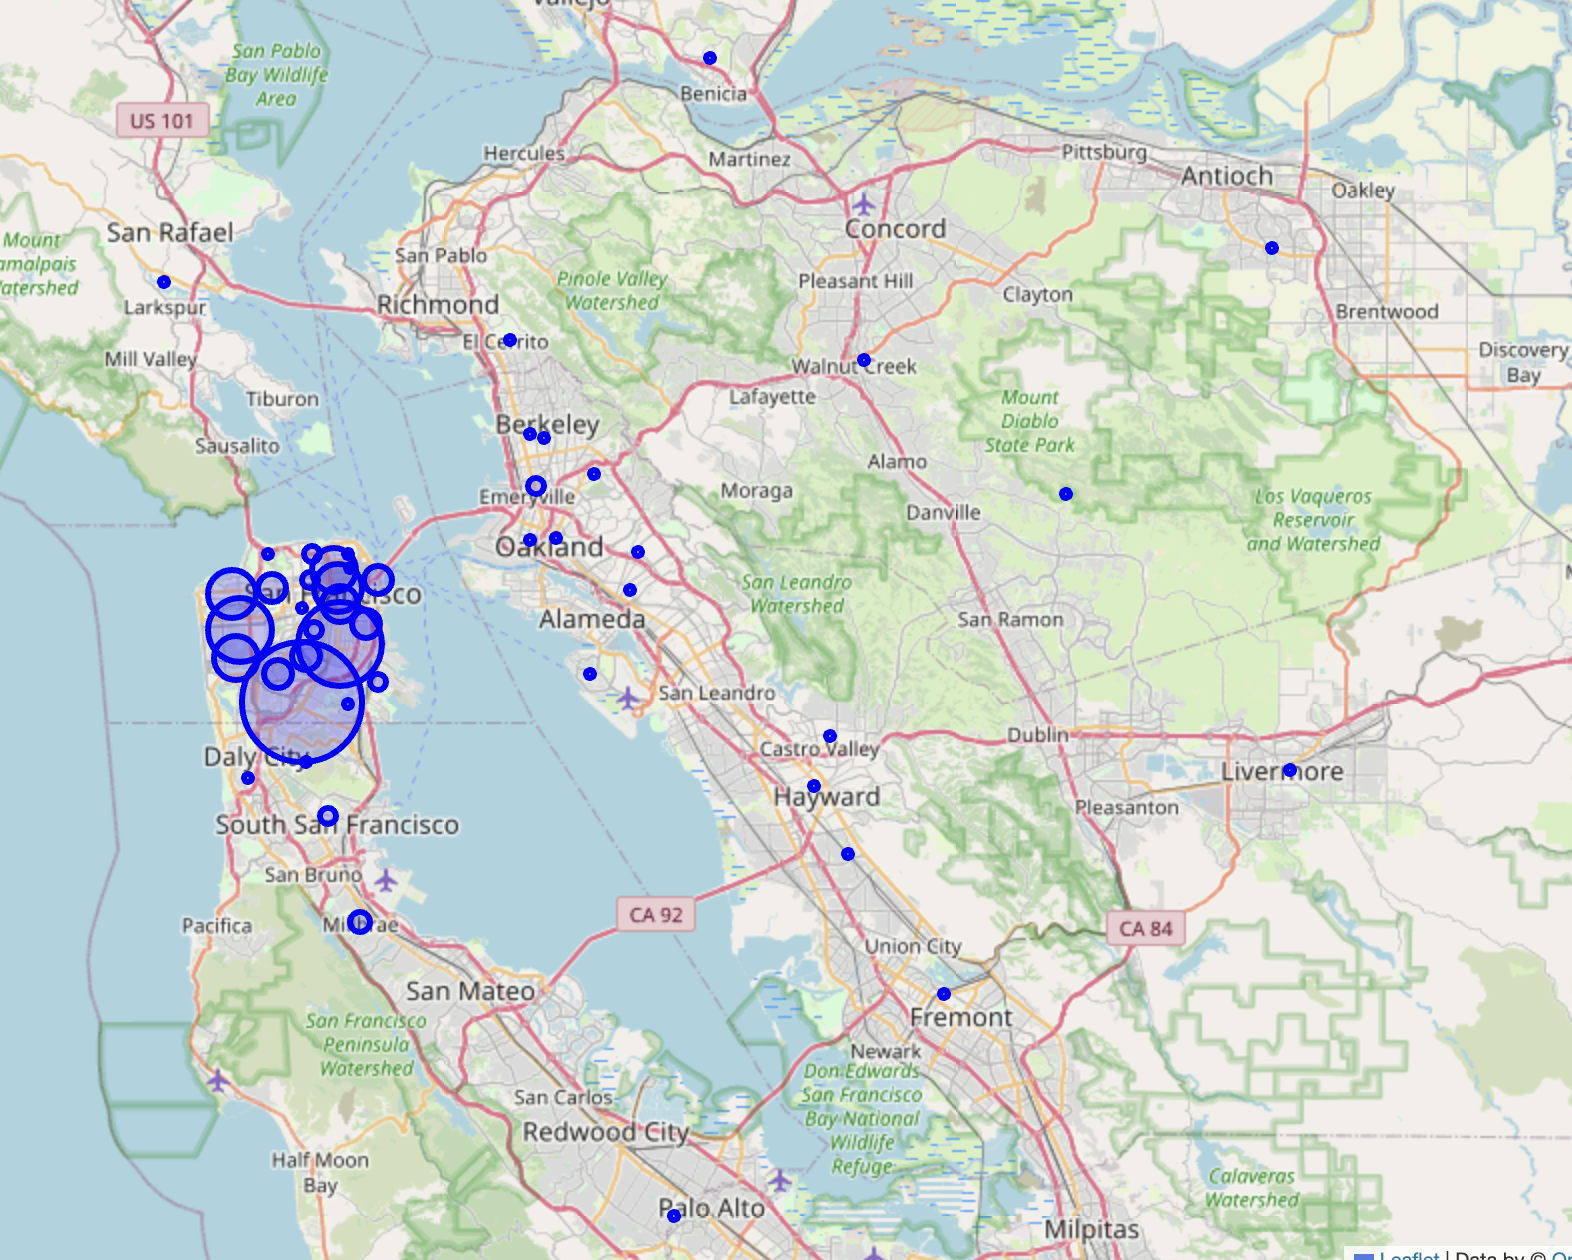 Vallejo
San Pablo
Bay Wildlife
Area
Benicia
US 101
Hercules
Martinez
Pittsburg
Antioch
Oakley
San Rafael
Concord
Mount
amalpais
Watershed
San Pablo
Pinole Valley
Watershed
Pleasant Hill
Clayton
Larkspur
Richmond
Brentwood
El Cerrito
Mill Valley
Walnut Creek
Discovery
Bay
Tiburon
Lafayette
Mount
Diablo
State Park
Berkeley
Sausalito
Alamo
Emeryville
Moraga
Los Vaqueros
Reservoir
and Watershed
Danville
Oakland
San Francisco
San Leandro
Watershed
Alameda
San Ramon
San Leandro
Daly City
Castro Valley
Dublin
Livermore
Hayward
Pleasanton
South San Francisco
San Bruno
CA 92
Pacifica
Millbrae
CA 84
Union City
San Mateo
Fremont
San Francisco
Peninsula
Watershed
Newark
Don Edwards
San Francisco
Bay National
Wildlife
Refuge
San Carlos
Redwood City
Half Moon
Bay
Calaveras
Watershed
Palo Alto
Milpitas
Leaflet | Data by ©